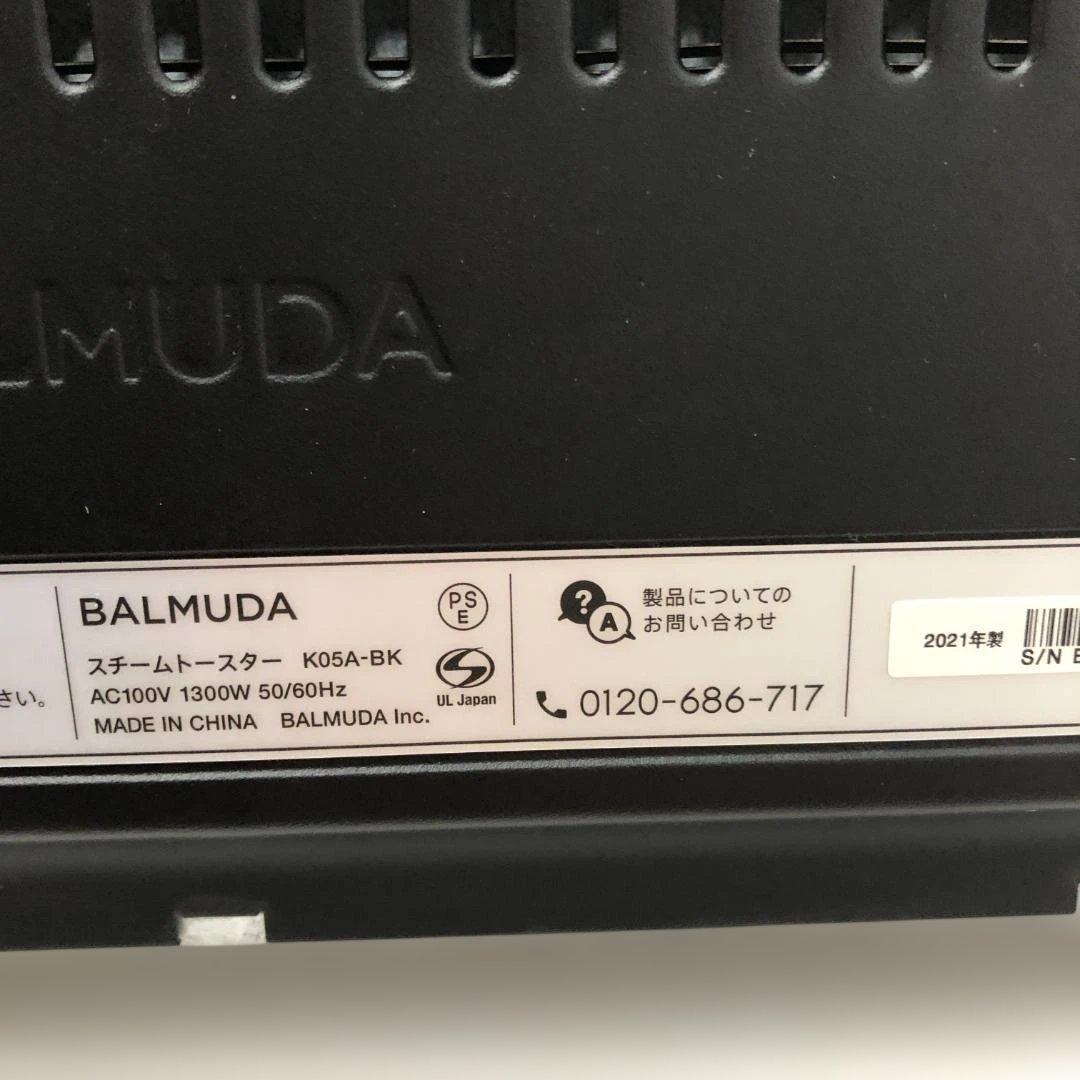 LMUDA
さい。
BALMUDA
PS
E
スチームトースター K05A-BK
AC100V 1300W 50/60Hz
UL Japan
MADE IN CHINA BALMUDA Inc.
?
A
製品についての
お問い合わせ
0120-686-717
2021年製
S/N E